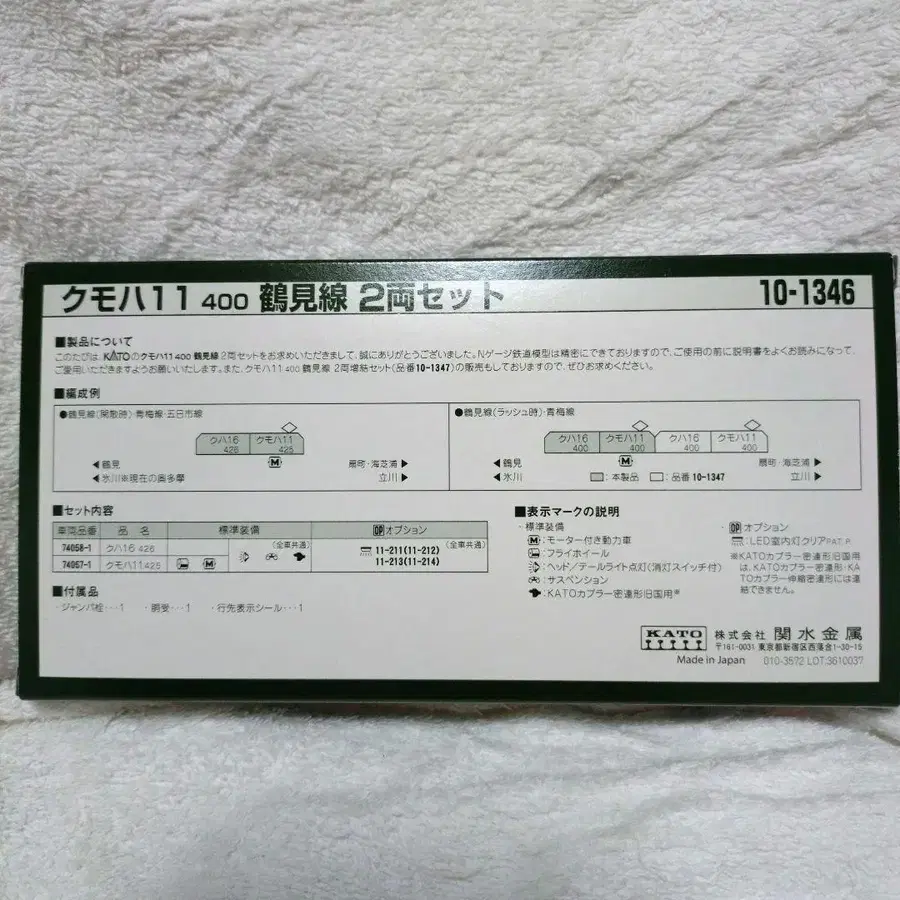 クモハ11 400 鶴見線 2両セット
10-1346
■製品について
このたびは、KATOのクモハ11 400 鶴見線 2両セットをお求めいただきまして、誠にありがとうございました。Nゲージ鉄道模型は精密にできておりますので、ご使用の前に説明書をよくお読みになって、
ご愛用いただきますようお願いいたします。また、クモハ11 400 鶴見線 2両増結セット(品番10-1347)の販売もしておりますので、ぜひお求めください。
■編成例
●鶴見線(閑散時)・青梅線・五日市線
クハ16 426
クモハ11 425
M
◀鶴見
扇町・海芝浦▶
◀氷川※現在の奥多摩
立川▶
●鶴見線(ラッシュ時)・青梅線
クハ16 400
クモハ11 400
クハ16 400
クモハ11 400
M
◀鶴見
扇町・海芝浦▶
◀氷川
:本製品 :品番10-1347
立川▶
■セット内容
車両品番 品 名 標準装備 OPオプション
74058-1 クハ16 426
74057-1 クモハ11 425 M
(全車共通)
11-211(11-212) (全車共通)
11-213(11-214)
■付属品
・ジャンパ栓・・・1 ・胴受・・・1 ・行先表示シール・・・1
■表示マークの説明
・標準装備
M:モーター付き動力車
:フライホイール
:ヘッド/テールライト点灯(消灯スイッチ付)
:サスペンション
:KATOカプラー密連形旧国用※
・OPオプション
:LED室内灯クリアPAT.P
※KATOカプラー密連形旧国用
は、KATOカプラー密連形・KA
TOカプラー伸縮密連形には連
結できません。
KATO 株式会社 関水金属
〒161-0031 東京都新宿区西落合1-30-15
Made in Japan 010-3572 LOT:3610037